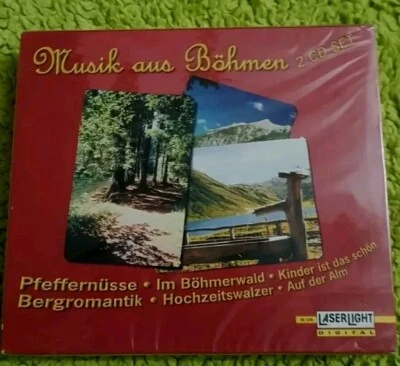 Musik aus Böhmen 2 CD SET
Pfeffernüsse • Im Böhmerwald • Kinder ist das schön
Bergromantik • Hochzeitswalzer • Auf der Alm
LASERLIGHT
DIGITAL